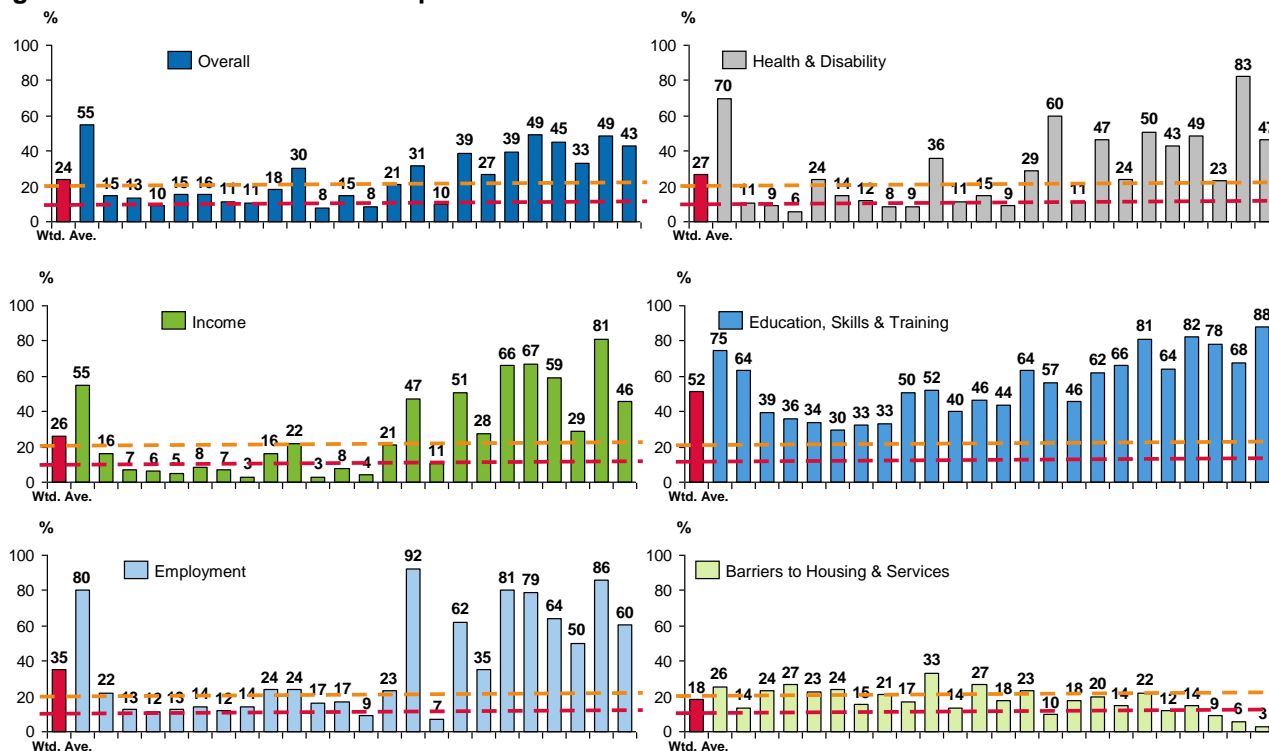 %
Overall
100
80
60
40
20
0
24 55 15 13 10 15 16 11 11 18 30 8 15 8 21 31 10 39 27 39 49 45 33 49 43
Wtd. Ave.
Health & Disability
100
80
60
40
20
0
27 70 11 9 6 24 14 12 8 9 36 11 15 9 29 60 11 47 24 50 43 49 23 83 47
%
Wtd. Ave.
%
Income
100
80
60
40
20
0
26 55 16 7 6 5 8 7 3 16 22 3 8 4 21 47 11 51 28 66 67 59 29 81 46
Wtd. Ave.
%
Education, Skills & Training
100
80
60
40
20
0
52 75 64 39 36 34 30 33 33 50 52 40 46 44 64 57 46 62 66 81 64 82 78 68 88
Wtd. Ave.
%
Employment
100
80
60
40
20
0
35 80 22 13 12 13 14 12 14 24 24 17 17 9 23 92 7 62 35 81 79 64 50 86 60
Wtd. Ave.
%
Barriers to Housing & Services
100
80
60
40
20
0
18 26 14 24 27 23 24 15 21 17 33 14 27 18 23 10 18 20 14 22 12 14 9 6 3
Wtd. Ave.